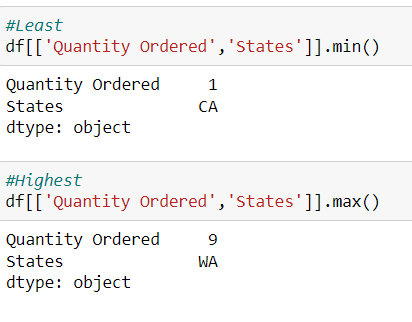 #Least
df[['Quantity Ordered','States']].min()
Quantity Ordered 1
States CA
dtype: object
#Highest
df[['Quantity Ordered','States']].max()
Quantity Ordered 9
States WA
dtype: object